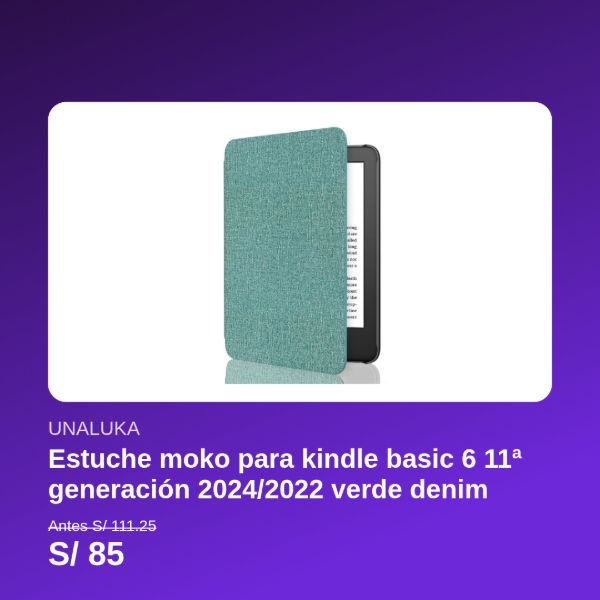 UNALUKA
Estuche moko para kindle basic 6 11ª
generación 2024/2022 verde denim
Antes S/ 111.25
S/ 85